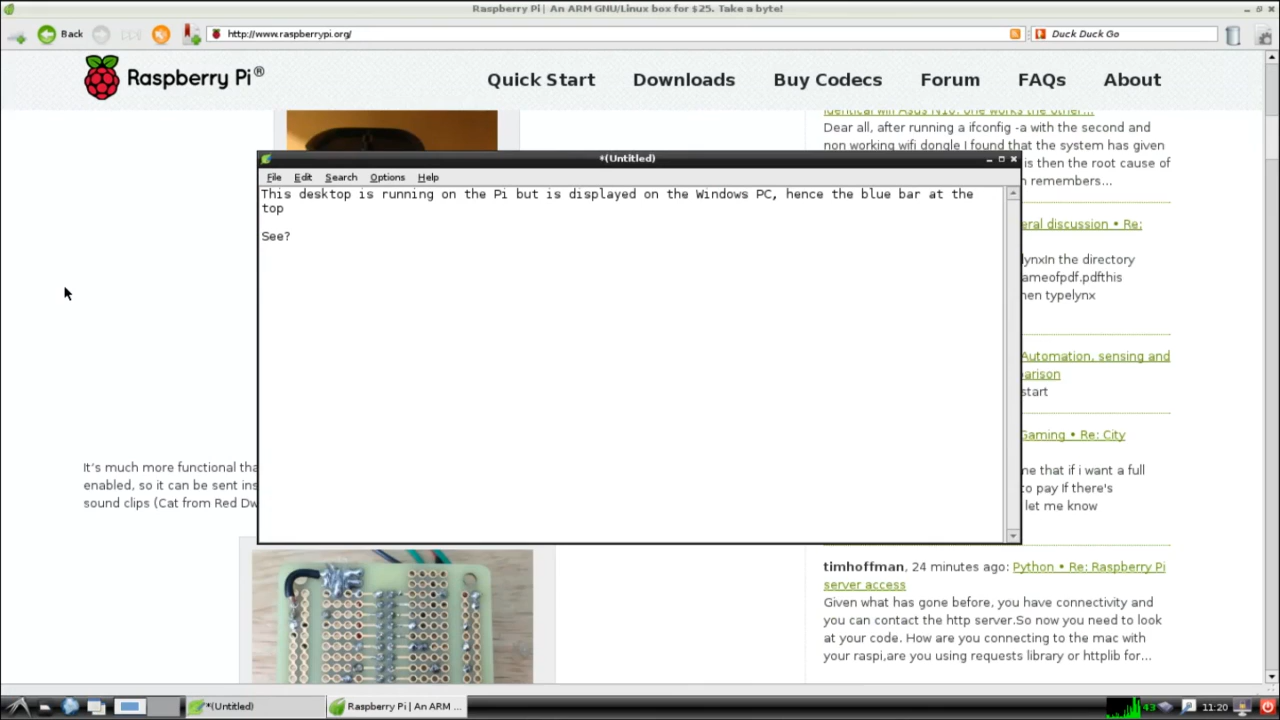 Raspberry Pi | An ARM GNU/Linux box for $25. Take a byte!
Back
http://www.raspberrypi.org/
Duck Duck Go
Raspberry Pi®
Quick Start
Downloads
Buy Codecs
Forum
FAQs
About
Dear all, after running a ifconfig -a with the second and
non working wifi dongle I found that the system has given
is then the root cause of
remembers...
*(Untitled)
File Edit Search Options Help
This desktop is running on the Pi but is displayed on the Windows PC, hence the blue bar at the
top
See?
eral discussion • Re:
lynxIn the directory
ameofpdf.pdfthis
hen typelynx
Automation, sensing and
arison
start
Gaming • Re: City
me that if i want a full
to pay If there's
let me know
It's much more functional tha
enabled, so it can be sent ins
sound clips (Cat from Red Dw
timhoffman, 24 minutes ago: Python • Re: Raspberry Pi
server access
Given what has gone before, you have connectivity and
you can contact the http server.So now you need to look
at your code. How are you connecting to the mac with
your raspi,are you using requests library or httplib for...
*(Untitled)
Raspberry Pi | An ARM ...
43
11:20